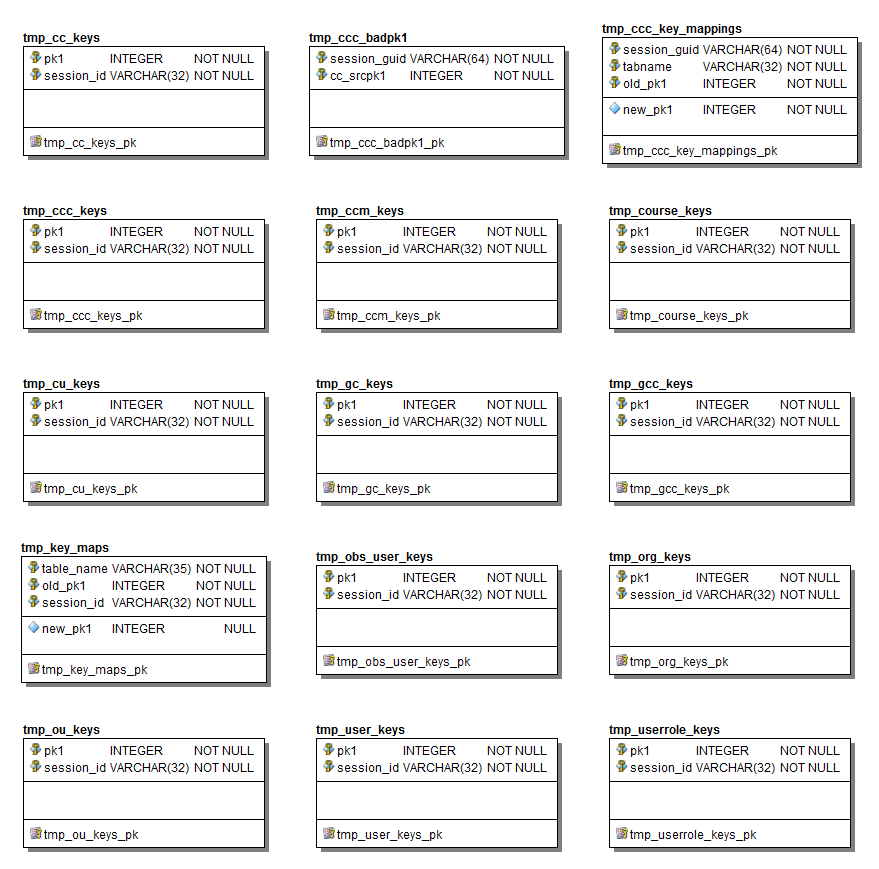 tmp_cc_keys
pk1 INTEGER NOT NULL
session_id VARCHAR(32) NOT NULL
tmp_cc_keys_pk
tmp_ccc_badpk1
session_guid VARCHAR(64) NOT NULL
cc_srcpk1 INTEGER NOT NULL
tmp_ccc_badpk1_pk
tmp_ccc_key_mappings
session_guid VARCHAR(64) NOT NULL
tabname VARCHAR(32) NOT NULL
old_pk1 INTEGER NOT NULL
new_pk1 INTEGER NOT NULL
tmp_ccc_key_mappings_pk
tmp_ccc_keys
pk1 INTEGER NOT NULL
session_id VARCHAR(32) NOT NULL
tmp_ccc_keys_pk
tmp_ccm_keys
pk1 INTEGER NOT NULL
session_id VARCHAR(32) NOT NULL
tmp_ccm_keys_pk
tmp_course_keys
pk1 INTEGER NOT NULL
session_id VARCHAR(32) NOT NULL
tmp_course_keys_pk
tmp_cu_keys
pk1 INTEGER NOT NULL
session_id VARCHAR(32) NOT NULL
tmp_cu_keys_pk
tmp_gc_keys
pk1 INTEGER NOT NULL
session_id VARCHAR(32) NOT NULL
tmp_gc_keys_pk
tmp_gcc_keys
pk1 INTEGER NOT NULL
session_id VARCHAR(32) NOT NULL
tmp_gcc_keys_pk
tmp_key_maps
table_name VARCHAR(35) NOT NULL
old_pk1 INTEGER NOT NULL
session_id VARCHAR(32) NOT NULL
new_pk1 INTEGER NULL
tmp_key_maps_pk
tmp_obs_user_keys
pk1 INTEGER NOT NULL
session_id VARCHAR(32) NOT NULL
tmp_obs_user_keys_pk
tmp_org_keys
pk1 INTEGER NOT NULL
session_id VARCHAR(32) NOT NULL
tmp_org_keys_pk
tmp_ou_keys
pk1 INTEGER NOT NULL
session_id VARCHAR(32) NOT NULL
tmp_ou_keys_pk
tmp_user_keys
pk1 INTEGER NOT NULL
session_id VARCHAR(32) NOT NULL
tmp_user_keys_pk
tmp_userrole_keys
pk1 INTEGER NOT NULL
session_id VARCHAR(32) NOT NULL
tmp_userrole_keys_pk